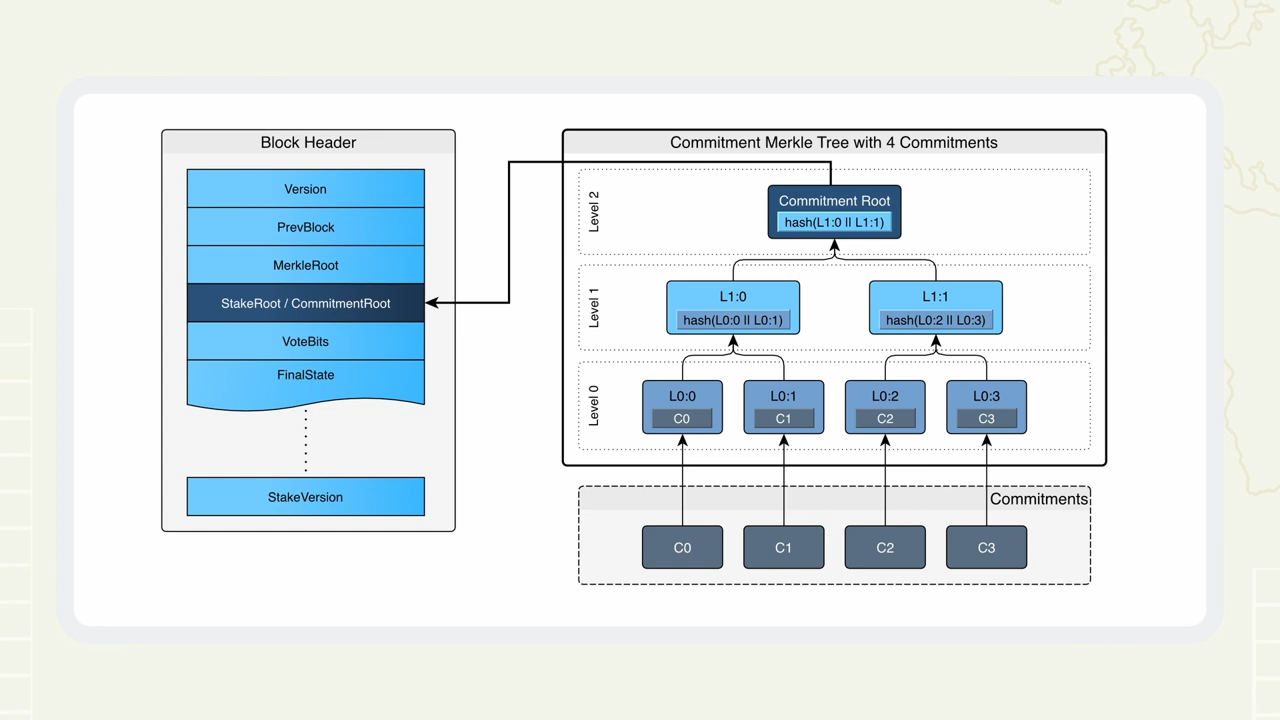 Block Header
Version
PrevBlock
MerkleRoot
StakeRoot / CommitmentRoot
VoteBits
FinalState
StakeVersion
Commitment Merkle Tree with 4 Commitments
Level 2
Commitment Root
hash(L1:0 || L1:1)
Level 1
L1:0
hash(L0:0 || L0:1)
L1:1
hash(L0:2 || L0:3)
Level 0
L0:0
C0
L0:1
C1
L0:2
C2
L0:3
C3
Commitments
C0
C1
C2
C3